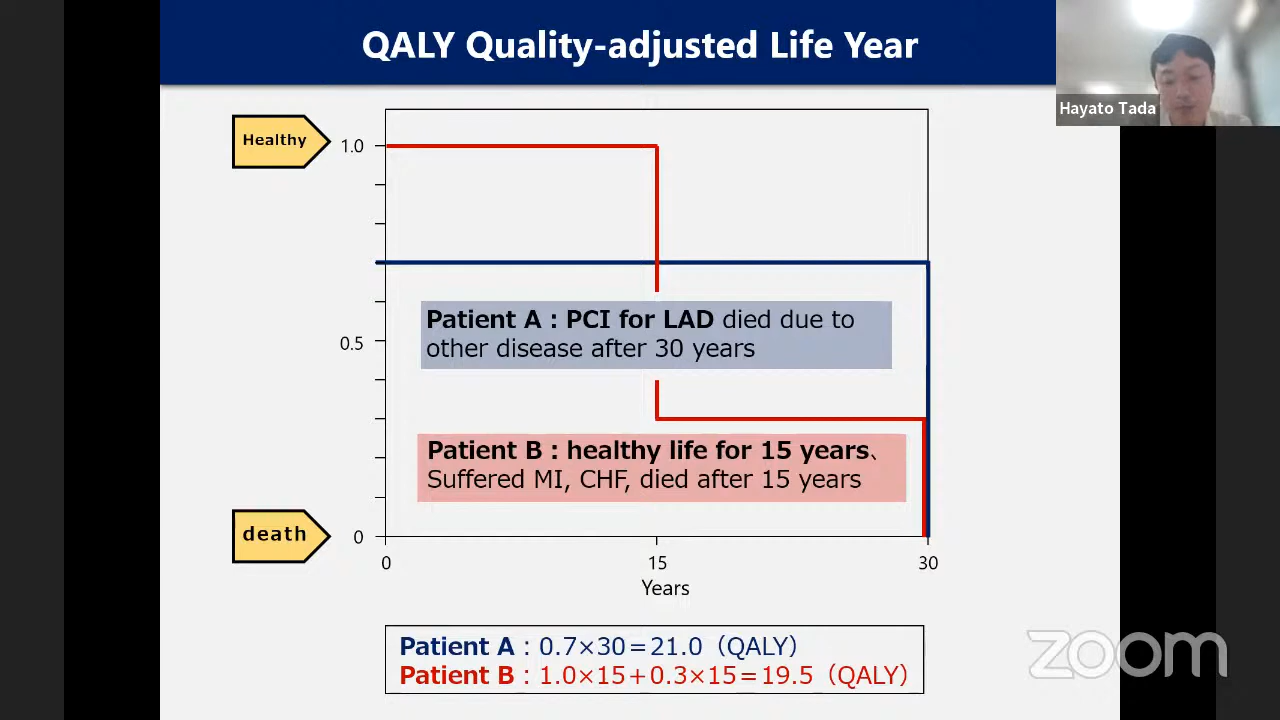 QALY Quality-adjusted Life Year
Hayato Tada
Healthy
1.0
0.5
Patient A : PCI for LAD died due to
other disease after 30 years
Patient B : healthy life for 15 years、
Suffered MI, CHF, died after 15 years
death
0
0
15
30
Years
Patient A：0.7×30＝21.0（QALY）
Patient B：1.0×15＋0.3×15＝19.5（QALY）
zoom